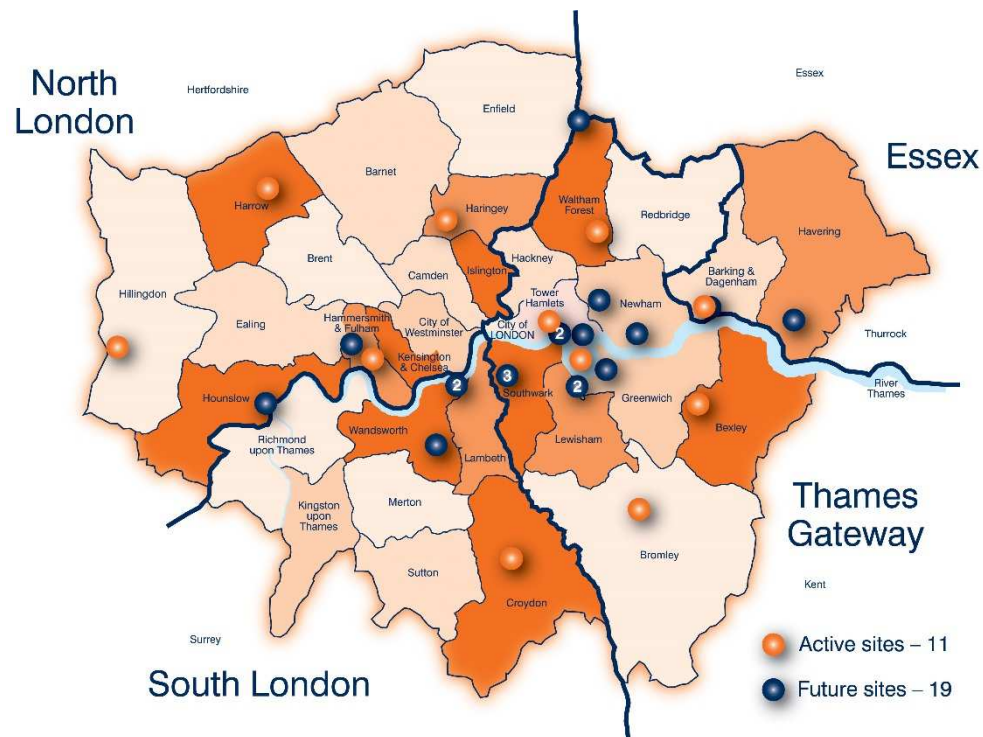 North
London
Hertfordshire
Essex
Enfield
Essex
Barnet
Harrow
Haringey
Waltham
Forest
Redbridge
Havering
Brent
Camden
Islington
Hackney
Hillingdon
Ealing
Hammersmith
& Fulham
City of
Westminster
Kensington
& Chelsea
Tower
Hamlets
City of
LONDON
2
Newham
Barking &
Dagenham
Thurrock
River
Thames
Hounslow
2
3
Southwark
2
Greenwich
Bexley
Richmond
upon Thames
Wandsworth
Lambeth
Lewisham
Kingston
upon
Thames
Merton
Sutton
Croydon
Bromley
Thames
Gateway
Kent
Surrey
South London
Active sites – 11
Future sites – 19